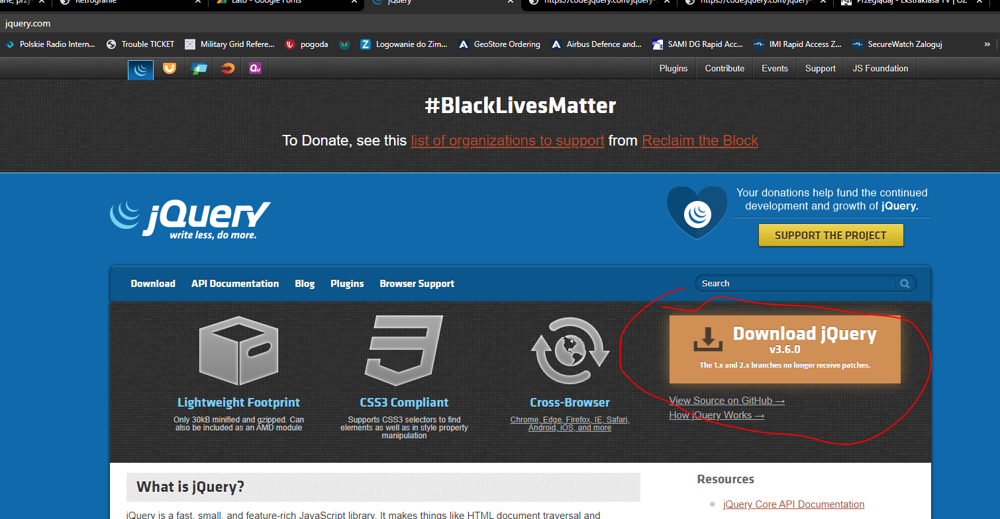 Retrogranie
Lato - Google Fonts
jQuery
https://code.jquery.com/jquery-
https://code.jquery.com/jquery-
Przeglądaj - Ekstraklasa TV | OZ
jquery.com
Polskie Radio Intern...
Trouble TICKET
Military Grid Refere...
pogoda
Logowanie do Zim...
GeoStore Ordering
Airbus Defence and...
SAMI DG Rapid Acc...
IMI Rapid Access Z...
SecureWatch Zaloguj
»
Qu
Plugins
Contribute
Events
Support
JS Foundation
#BlackLivesMatter
To Donate, see this list of organizations to support from Reclaim the Block
jQuery
write less, do more.
Your donations help fund the continued
development and growth of jQuery.
SUPPORT THE PROJECT
Download
API Documentation
Blog
Plugins
Browser Support
Search
Lightweight Footprint
Only 30kB minified and gzipped. Can
also be included as an AMD module
CSS3 Compliant
Supports CSS3 selectors to find
elements as well as in style property
manipulation
Cross-Browser
Chrome, Edge, Firefox, IE, Safari,
Android, iOS, and more
Download jQuery
v3.6.0
The 1.x and 2.x branches no longer receive patches.
View Source on GitHub →
How jQuery Works →
What is jQuery?
jQuery is a fast, small, and feature-rich JavaScript library. It makes things like HTML document traversal and
Resources
jQuery Core API Documentation